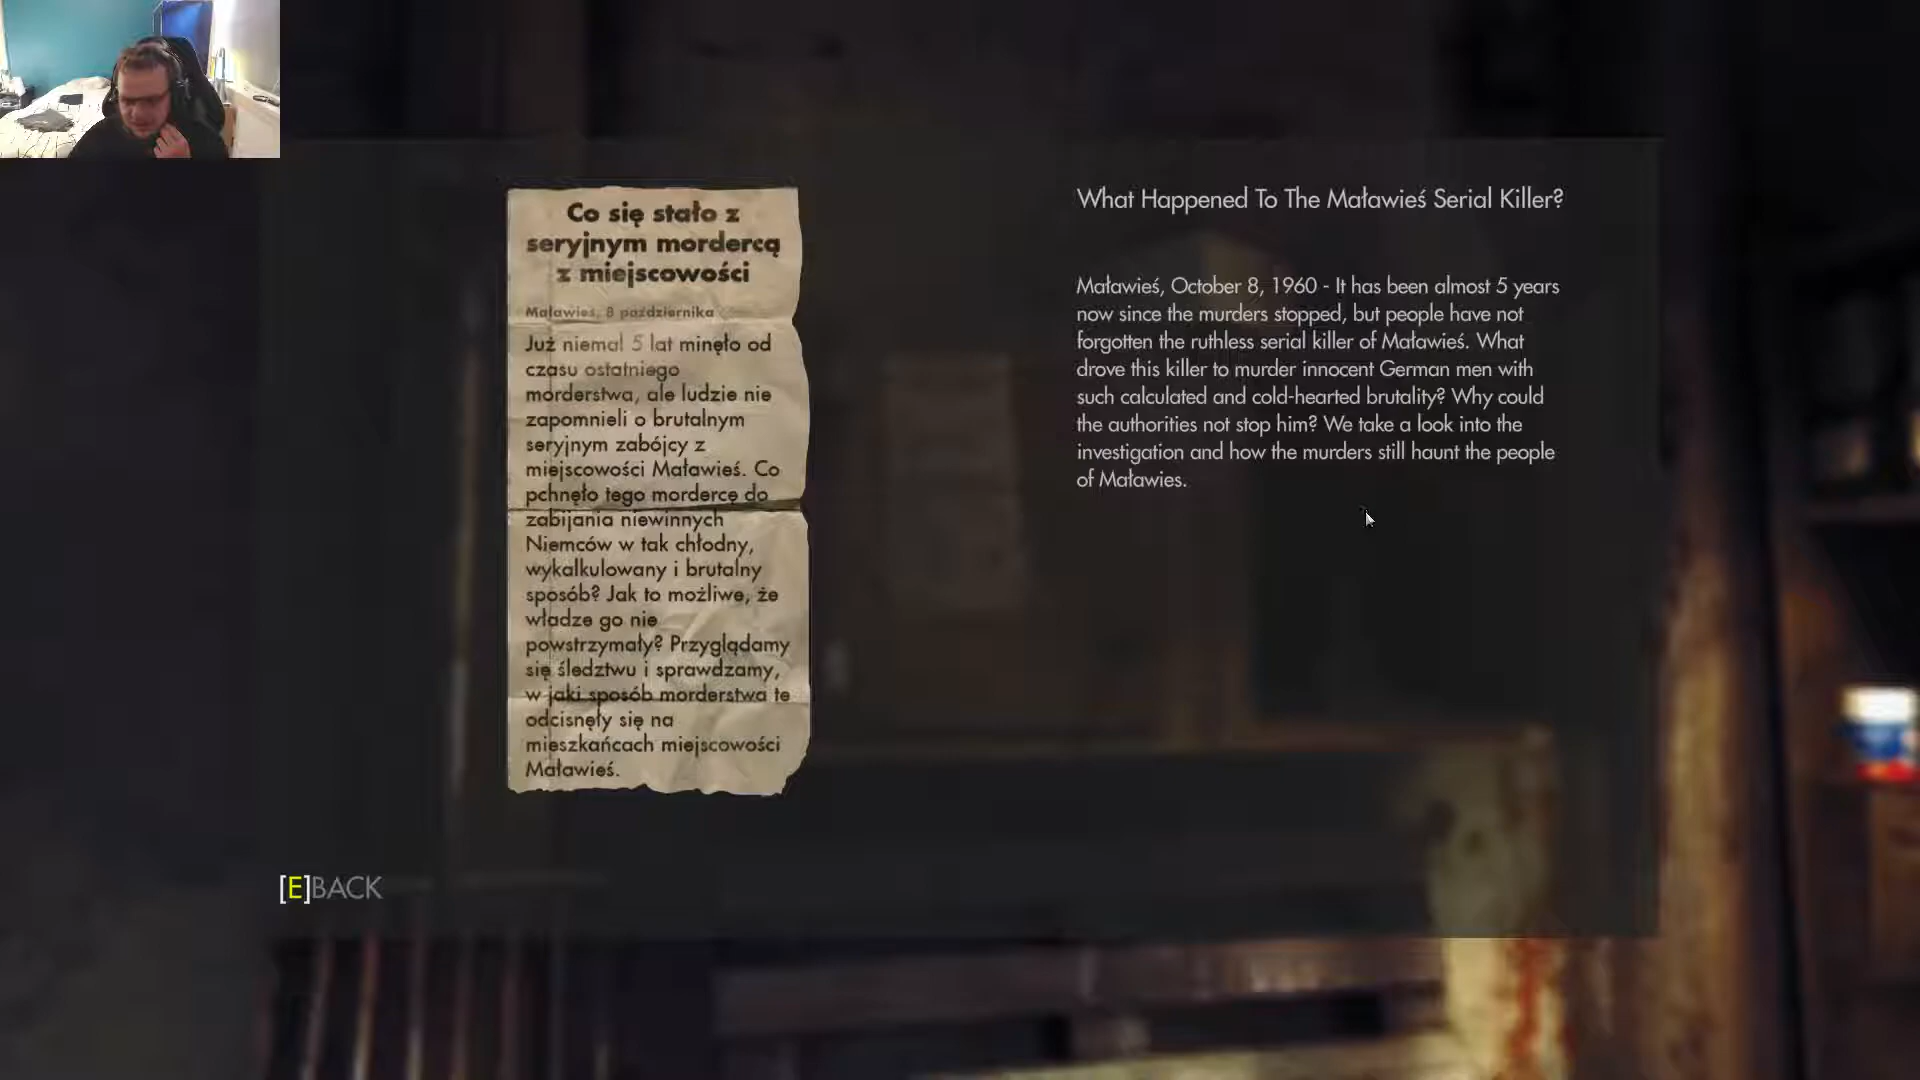 Co się stało z
seryjnym mordercą
z miejscowości
Maławieś, 8 października
Już niemal 5 lat minęło od
czasu ostatniego
morderstwa, ale ludzie nie
zapomnieli o brutalnym
seryjnym zabójcy z
miejscowości Maławieś. Co
pchnęło tego mordercę do
zabijania niewinnych
Niemców w tak chłodny,
wykalkulowany i brutalny
sposób? Jak to możliwe, że
władze go nie
powstrzymały? Przyglądamy
się śledztwu i sprawdzamy,
w jaki sposób morderstwa te
odcisnęły się na
mieszkańcach miejscowości
Maławieś.
What Happened To The Maławieś Serial Killer?
Maławieś, October 8, 1960 - It has been almost 5 years
now since the murders stopped, but people have not
forgotten the ruthless serial killer of Maławieś. What
drove this killer to murder innocent German men with
such calculated and cold-hearted brutality? Why could
the authorities not stop him? We take a look into the
investigation and how the murders still haunt the people
of Maławies.
[E]BACK